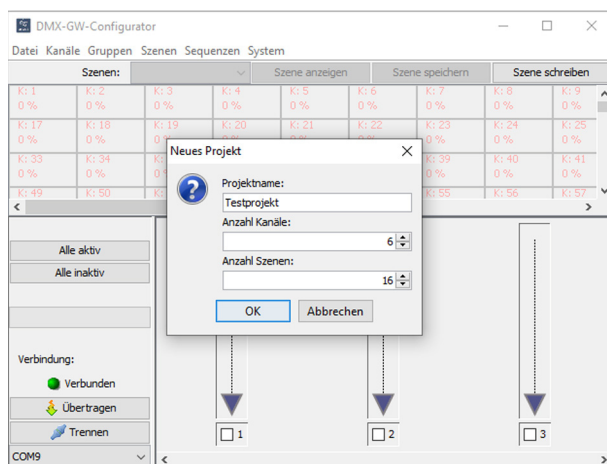 DMX-GW-Configurator
Datei Kanäle Gruppen Szenen Sequenzen System
Szenen: Szene anzeigen Szene speichern Szene schreiben
K: 1 K: 2 K: 3 K: 4 K: 5 K: 6 K: 7 K: 8 K: 9
0 % 0 % 0 % 0 % 0 % 0 % 0 % 0 % 0 %
K: 17 K: 18 K: 19 K: 20 K: 21 K: 22 K: 23 K: 24 K: 25
0 % 0 % 0 % 0 %
Neues Projekt
K: 33 K: 34 K: 39 K: 40 K: 41
0 % 0 % 0 % 0 % 0 %
K: 49 K: 50 K: 55 K: 56 K: 57
Projektname:
Testprojekt
Anzahl Kanäle:
6
Anzahl Szenen:
16
OK Abbrechen
Alle aktiv
Alle inaktiv
Verbindung:
Verbunden
Übertragen
Trennen
COM9
1 2 3